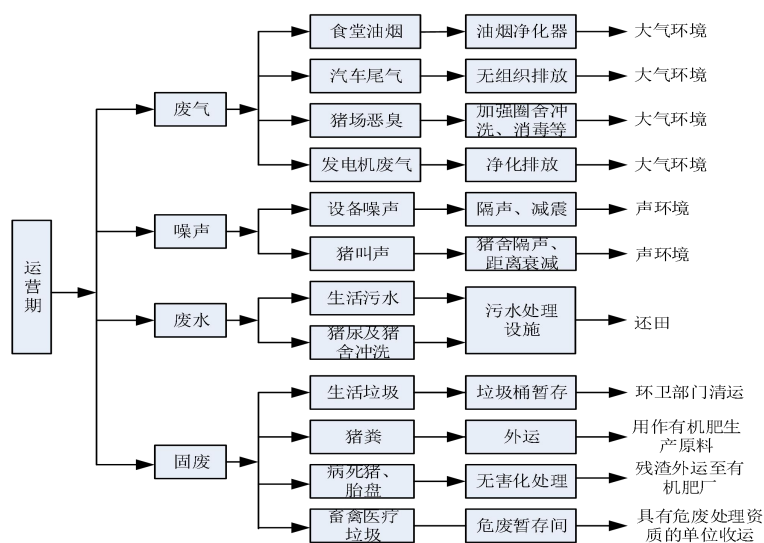 食堂油烟
油烟净化器
大气环境
汽车尾气
无组织排放
大气环境
废气
猪场恶臭
加强圈舍冲
洗、消毒等
大气环境
发电机废气
净化排放
大气环境
设备噪声
隔声、减震
声环境
噪声
猪叫声
猪舍隔声、
距离衰减
声环境
运
营
期
生活污水
废水
污水处理
设施
还田
猪尿及猪
舍冲洗
生活垃圾
垃圾桶暂存
环卫部门清运
猪粪
外运
用作有机肥生
产原料
固废
病死猪、
胎盘
无害化处理
残渣外运至有
机肥厂
畜禽医疗
垃圾
危废暂存间
具有危废处理资
质的单位收运